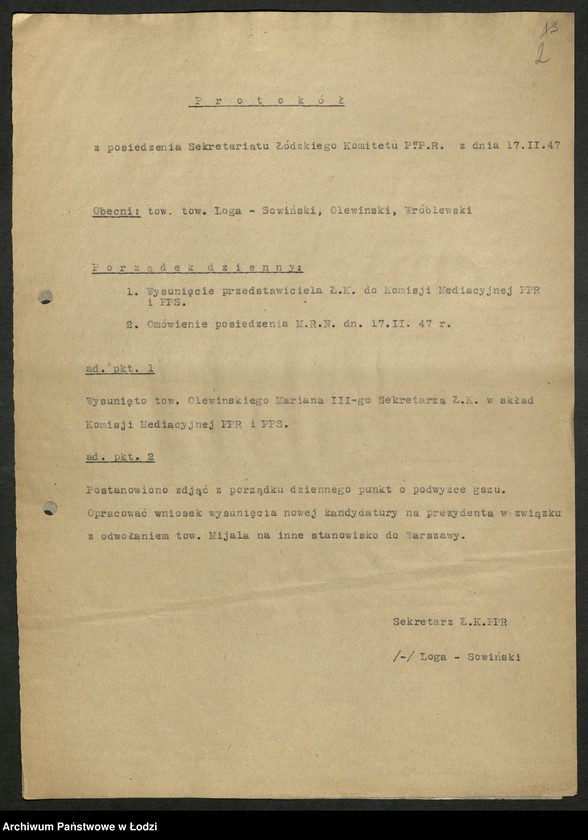 13
2
P r o t o k ó ł
z posiedzenia Sekretariatu Łódzkiego Komitetu P"P.R. z dnia 17.II.47
Obecni: tow. tow. Loga - Sowiński, Olewinski, Wróblewski
P o r z ą d e k  d z i e n n y:
1. Wysunięcie przedstawiciela Ł.K. do Komisji Mediacyjnej PPR
i PPS.
2. Omówienie posiedzenia M.R.N. dn. 17.II. 47 r.
ad. pkt. 1
Wysunięto tow. Olewinskiego Mariana III-go Sekretarza Ł.K. w skład
Komisji Mediacyjnej PPR i PPS.
ad. pkt. 2
Postanowiono zdjąć z porządku dziennego punkt o podwyżce gazu.
Opracować wniosek wysunięcia nowej kandydatury na prezydenta w związku
z odwołaniem tow. Mijala na inne stanowisko do Warszawy.
Sekretarz Ł.K.PPR
/-/ Loga - Sowiński
Archiwum Państwowe w Łodzi